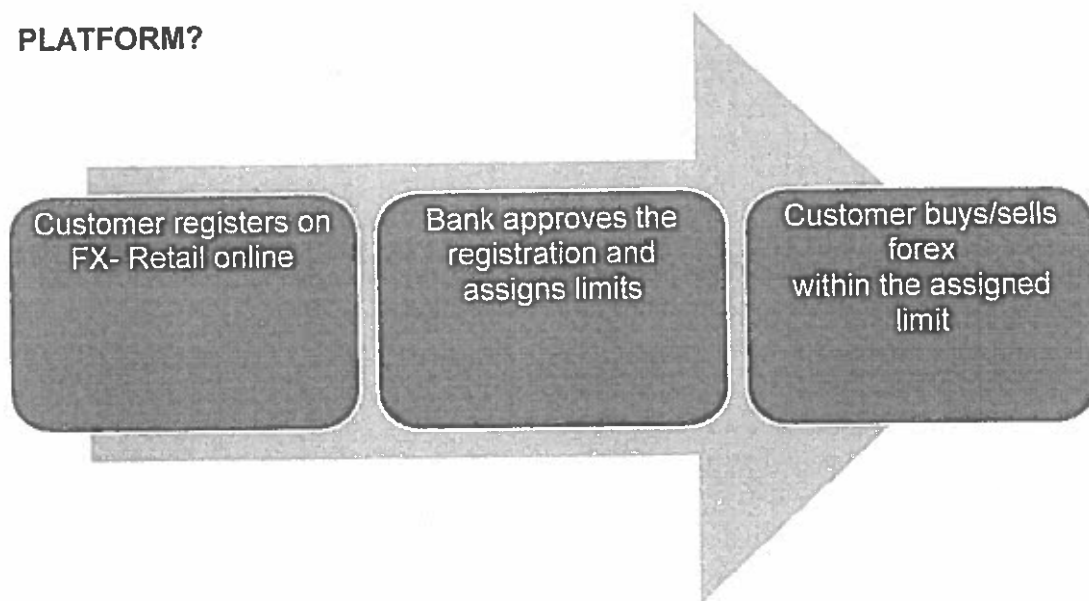 PLATFORM?
Customer registers on
FX- Retail online
Bank approves the
registration and
assigns limits
Customer buys/sells
forex
within the assigned
limit